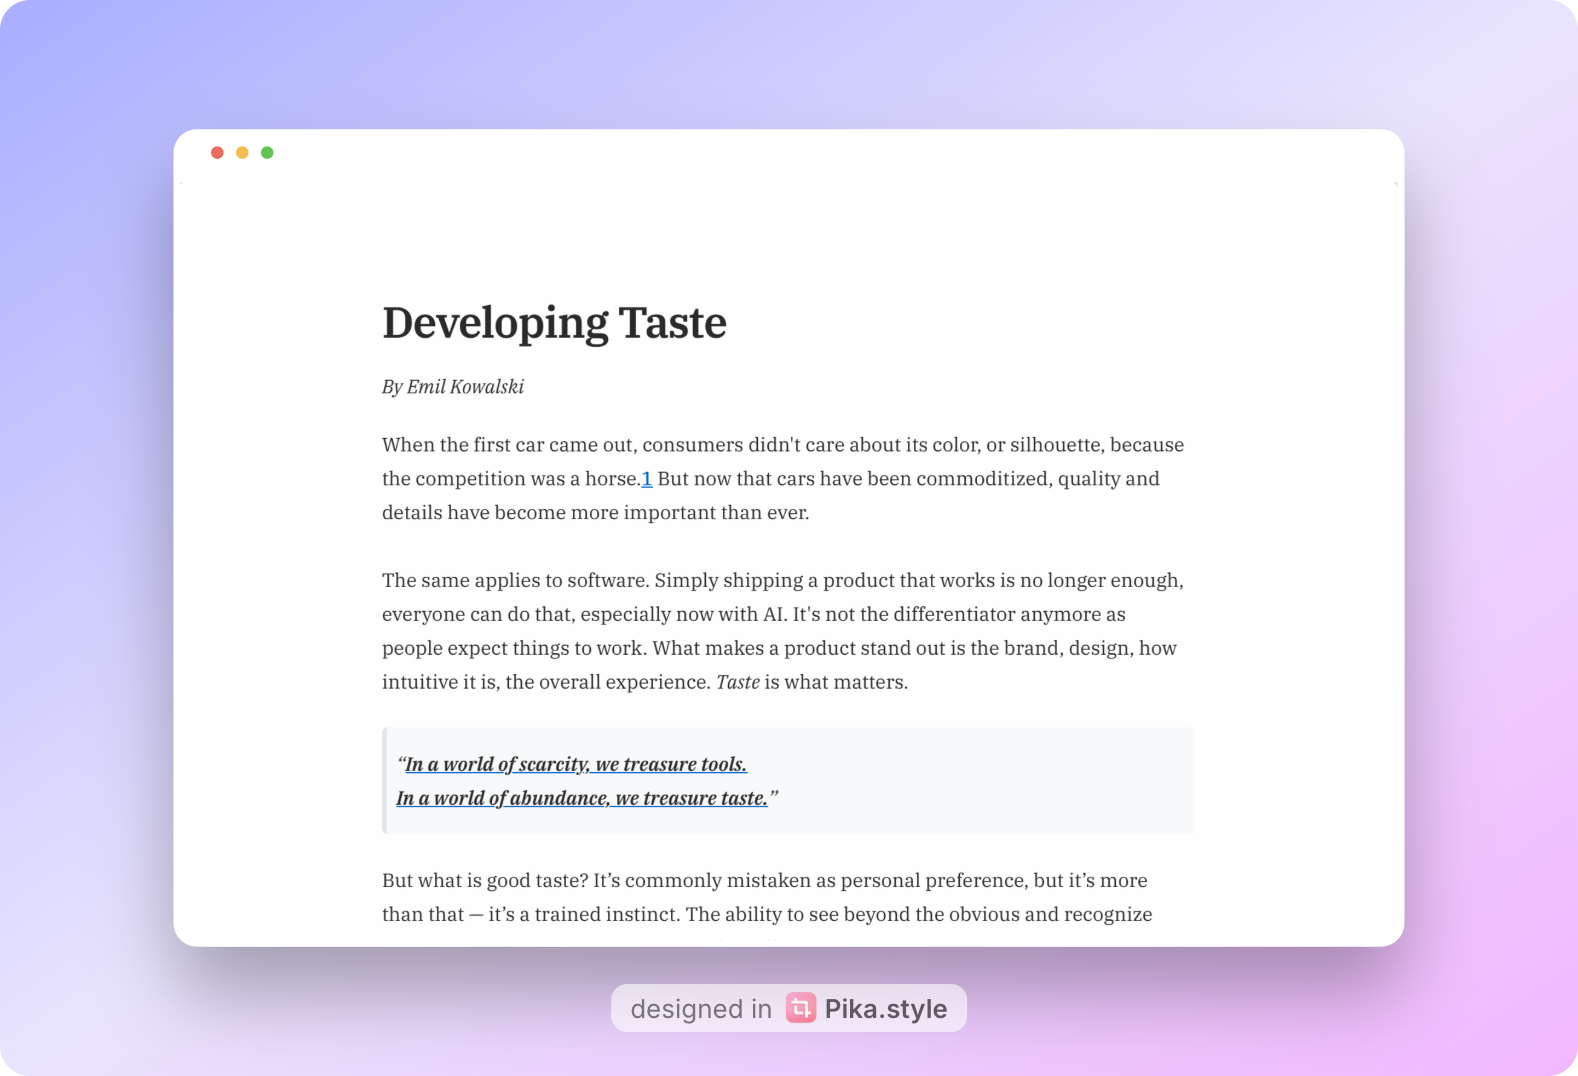 Developing Taste
By Emil Kowalski
When the first car came out, consumers didn't care about its color, or silhouette, because
the competition was a horse.1 But now that cars have been commoditized, quality and
details have become more important than ever.
The same applies to software. Simply shipping a product that works is no longer enough,
everyone can do that, especially now with AI. It's not the differentiator anymore as
people expect things to work. What makes a product stand out is the brand, design, how
intuitive it is, the overall experience. Taste is what matters.
“In a world of scarcity, we treasure tools.
In a world of abundance, we treasure taste.”
But what is good taste? It’s commonly mistaken as personal preference, but it’s more
than that — it’s a trained instinct. The ability to see beyond the obvious and recognize
designed in Pika.style